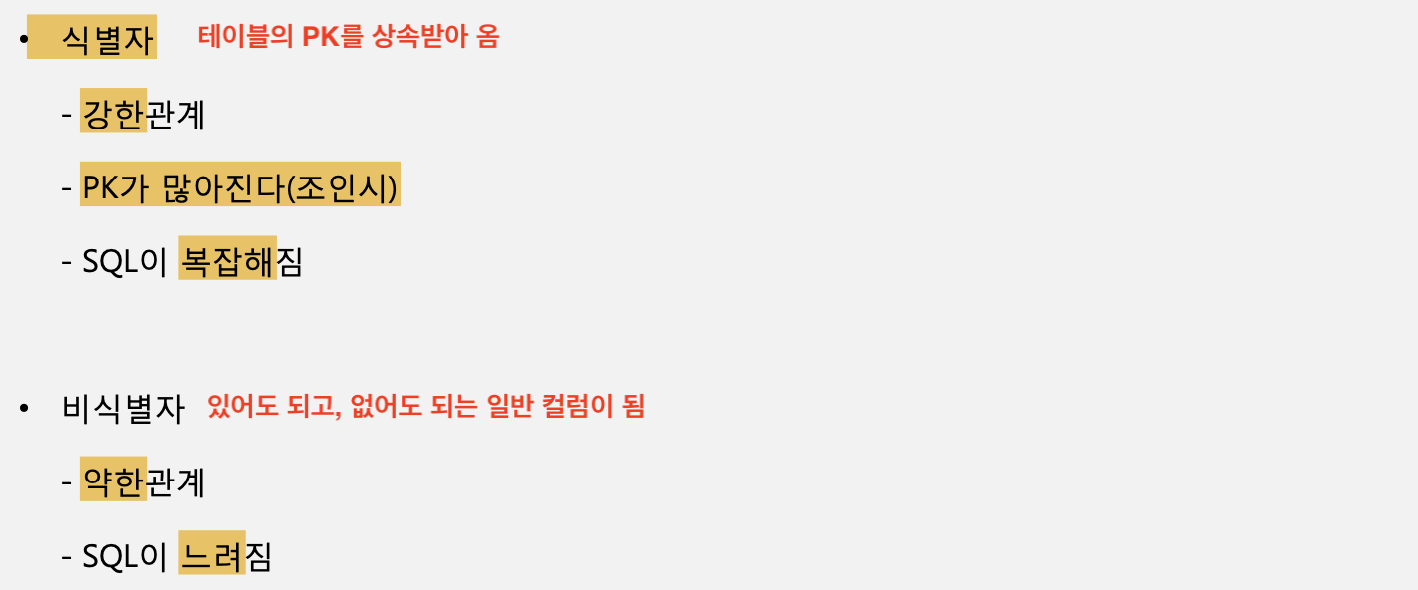 • 식별자 테이블의 PK를 상속받아 옴
- 강한관계
- PK가 많아진다(조인시)
- SQL이 복잡해짐
• 비식별자 있어도 되고, 없어도 되는 일반 컬럼이 됨
- 약한관계
- SQL이 느려짐